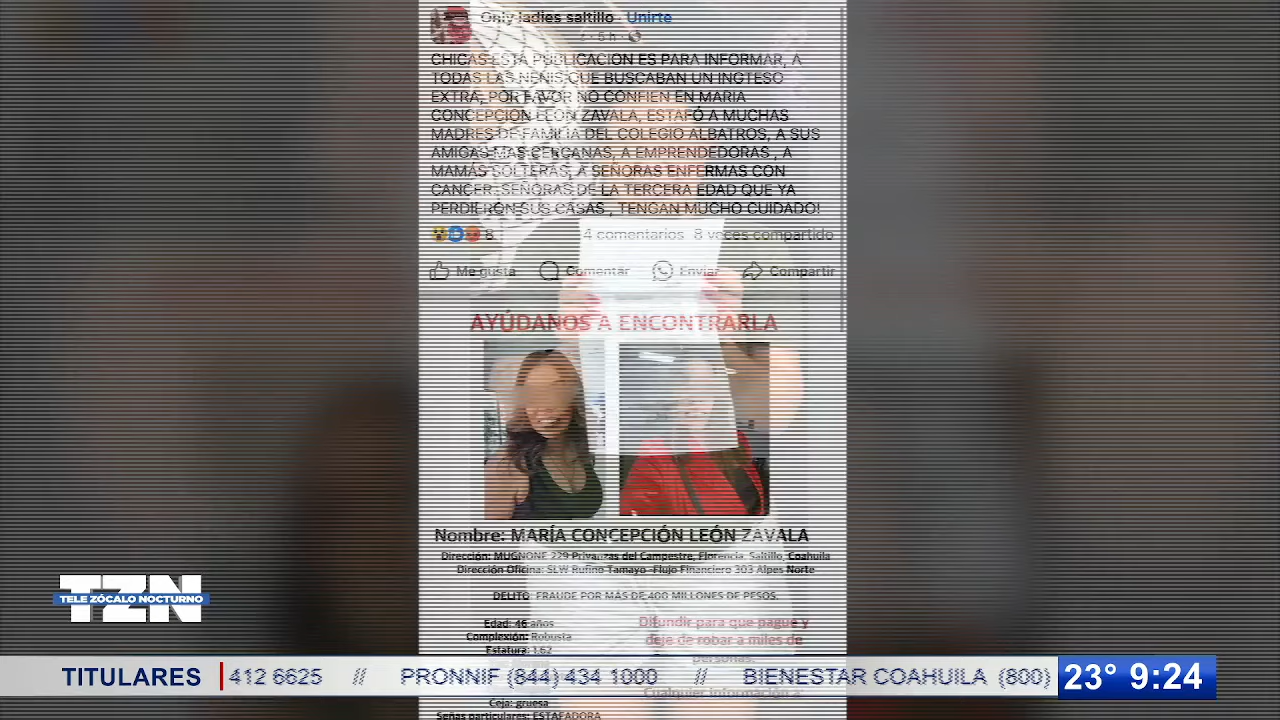 Only ladies saltillo · Unirte
5 h ·
CHICAS ESTA PUBLICACION ES PARA INFORMAR, A
TODAS LAS NENIS QUE BUSCABAN UN INGTESO
EXTRA, POR FAVOR NO CONFIEN EN MARIA
CONCEPCION LEON ZAVALA, ESTAFÓ A MUCHAS
MADRES DE FAMILIA DEL COLEGIO ALBATROS, A SUS
AMIGAS MAS CERCANAS, A EMPRENDEDORAS , A
MAMÁS SOLTERAS, A SEÑORAS ENFERMAS CON
CANCER, SEÑORAS DE LA TERCERA EDAD QUE YA
PERDIERON SUS CASAS , TENGAN MUCHO CUIDADO!
8 4 comentarios 8 veces compartido
Me gusta Comentar Enviar Compartir
AYÚDANOS A ENCONTRARLA
Nombre: MARÍA CONCEPCIÓN LEÓN ZAVALA
Dirección: MUGNONE 229 Privanzas del Campestre, Florencia, Saltillo, Coahuila
Dirección Oficina: SLW Rufino Tamayo -Flujo Financiero 303 Alpes Norte
DELITO: FRAUDE POR MÁS DE 400 MILLONES DE PESOS.
Edad: 46 años
Complexión: Robusta
Estatura: 1.62
Difundir para que pague y
deje de robar a miles de
personas.
Cualquier información a:
Ceja: gruesa
Señas particulares: ESTAFADORA
TZN
TELE ZÓCALO NOCTURNO
TITULARES 412 6625 // PRONNIF (844) 434 1000 // BIENESTAR COAHUILA (800) 23° 9:24